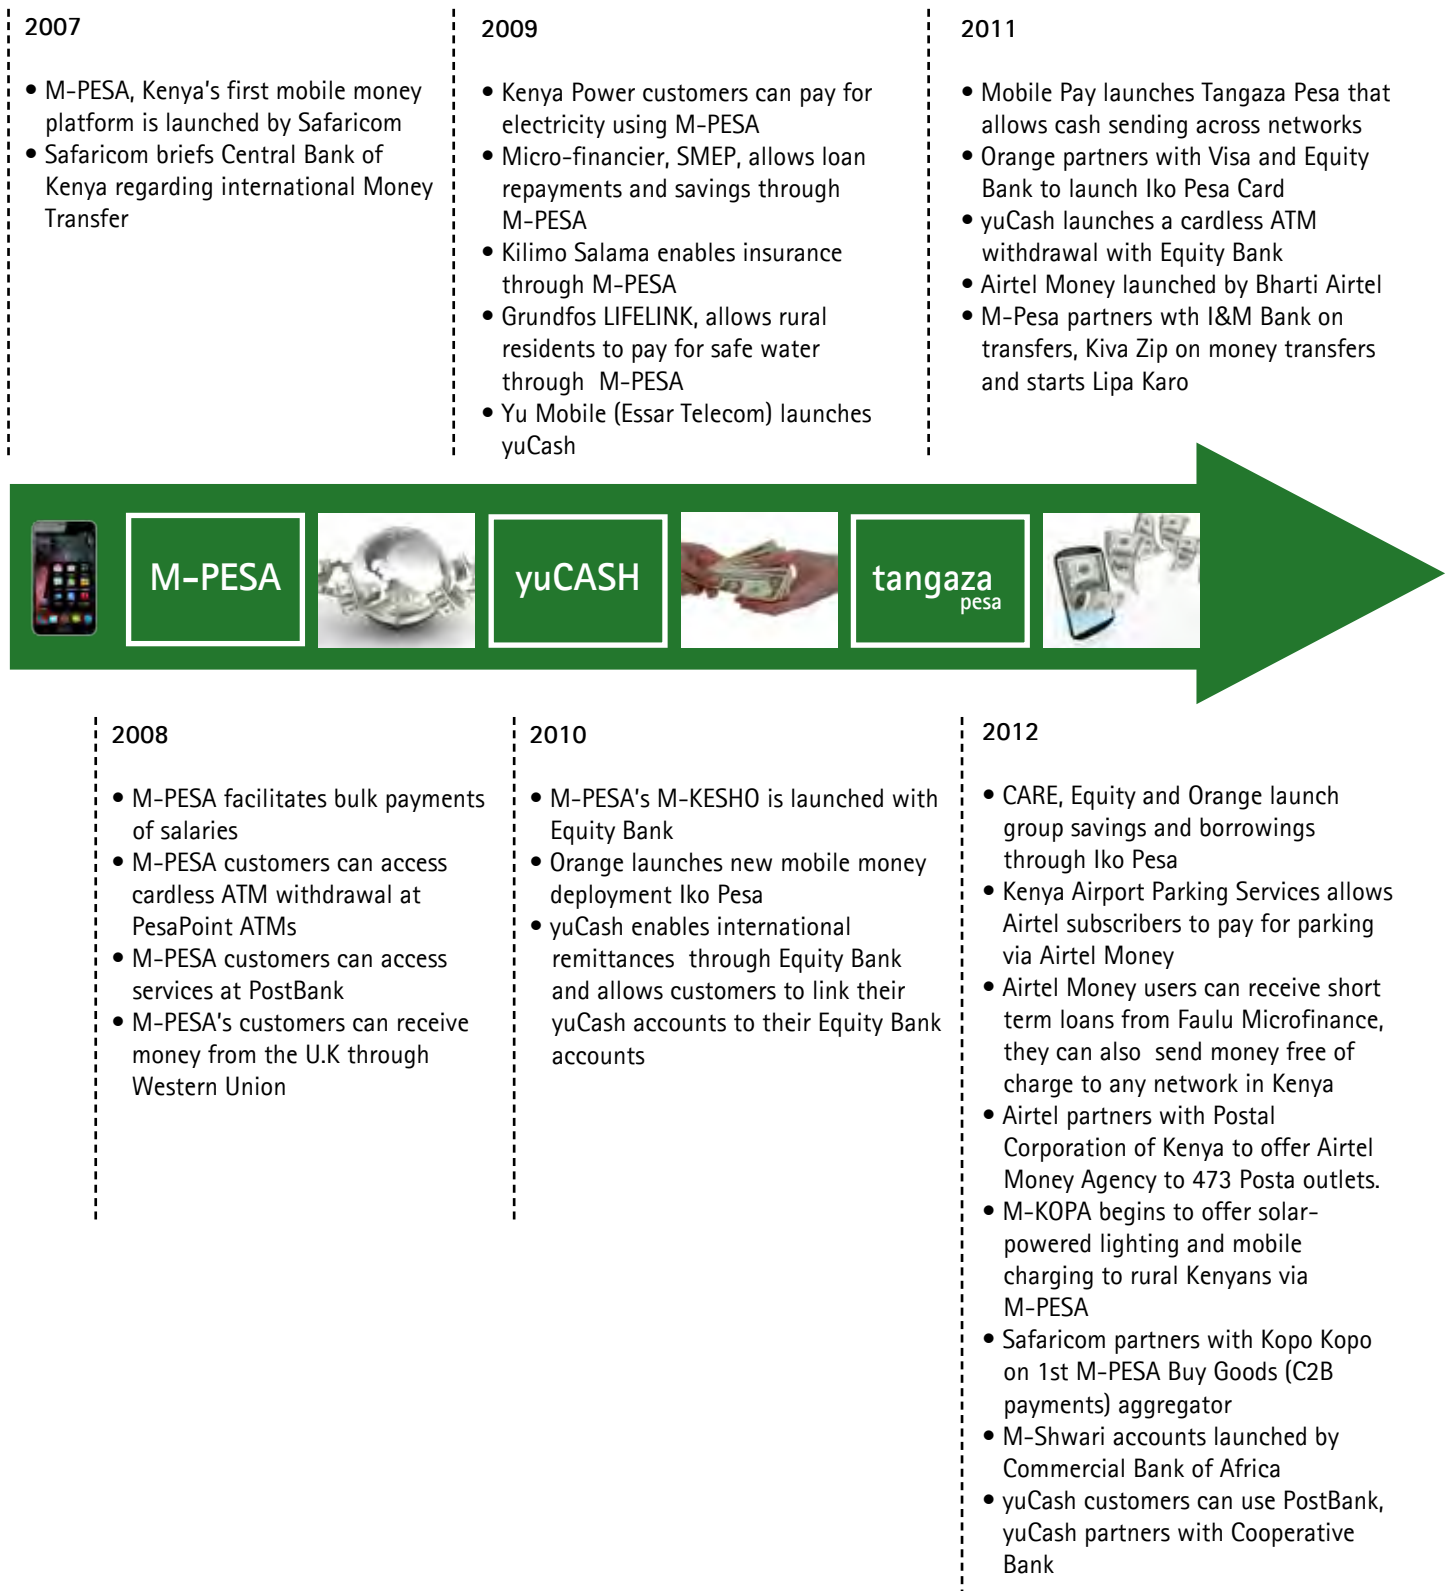 2007
• M-PESA, Kenya's first mobile money
platform is launched by Safaricom
• Safaricom briefs Central Bank of
Kenya regarding international Money
Transfer
2009
• Kenya Power customers can pay for
electricity using M-PESA
• Micro-financier, SMEP, allows loan
repayments and savings through
M-PESA
• Kilimo Salama enables insurance
through M-PESA
• Grundfos LIFELINK, allows rural
residents to pay for safe water
through M-PESA
• Yu Mobile (Essar Telecom) launches
yuCash
2011
• Mobile Pay launches Tangaza Pesa that
allows cash sending across networks
• Orange partners with Visa and Equity
Bank to launch Iko Pesa Card
• yuCash launches a cardless ATM
withdrawal with Equity Bank
• Airtel Money launched by Bharti Airtel
• M-Pesa partners wth I&M Bank on
transfers, Kiva Zip on money transfers
and starts Lipa Karo
M-PESA
yuCASH
tangaza
pesa
2008
• M-PESA facilitates bulk payments
of salaries
• M-PESA customers can access
cardless ATM withdrawal at
PesaPoint ATMs
• M-PESA customers can access
services at PostBank
• M-PESA's customers can receive
money from the U.K through
Western Union
2010
• M-PESA's M-KESHO is launched with
Equity Bank
• Orange launches new mobile money
deployment Iko Pesa
• yuCash enables international
remittances through Equity Bank
and allows customers to link their
yuCash accounts to their Equity Bank
accounts
2012
• CARE, Equity and Orange launch
group savings and borrowings
through Iko Pesa
• Kenya Airport Parking Services allows
Airtel subscribers to pay for parking
via Airtel Money
• Airtel Money users can receive short
term loans from Faulu Microfinance,
they can also send money free of
charge to any network in Kenya
• Airtel partners with Postal
Corporation of Kenya to offer Airtel
Money Agency to 473 Posta outlets.
• M-KOPA begins to offer solar-
powered lighting and mobile
charging to rural Kenyans via
M-PESA
• Safaricom partners with Kopo Kopo
on 1st M-PESA Buy Goods (C2B
payments) aggregator
• M-Shwari accounts launched by
Commercial Bank of Africa
• yuCash customers can use PostBank,
yuCash partners with Cooperative
Bank